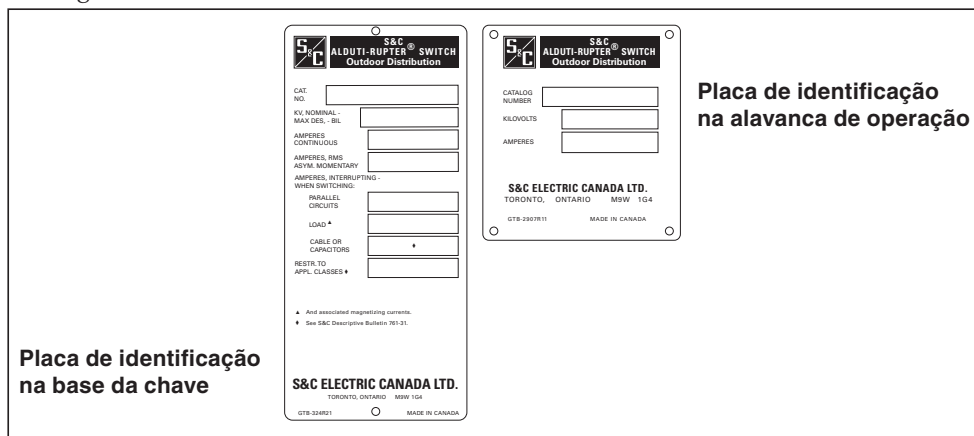 S&C
S&C
ALDUTI-RUPTER® SWITCH
Outdoor Distribution
CAT.
NO.
KV, NOMINAL -
MAX DES, - BIL
AMPERES
CONTINUOUS
AMPERES, RMS
ASYM. MOMENTARY
AMPERES, INTERRUPTING -
WHEN SWITCHING:
PARALLEL
CIRCUITS
LOAD ▲
CABLE OR
CAPACITORS
♦
RESTR.TO
APPL. CLASSES ♦
▲ And associated magnetizing currents.
♦ See S&C Descriptive Bulletin 761-31.
S&C ELECTRIC CANADA LTD.
TORONTO, ONTARIO M9W 1G4
GTB-324R21 MADE IN CANADA
Placa de identificação
na base da chave
S&C
S&C
ALDUTI-RUPTER® SWITCH
Outdoor Distribution
CATALOG
NUMBER
KILOVOLTS
AMPERES
S&C ELECTRIC CANADA LTD.
TORONTO, ONTARIO M9W 1G4
GTB-2907R11 MADE IN CANADA
Placa de identificação
na alavanca de operação